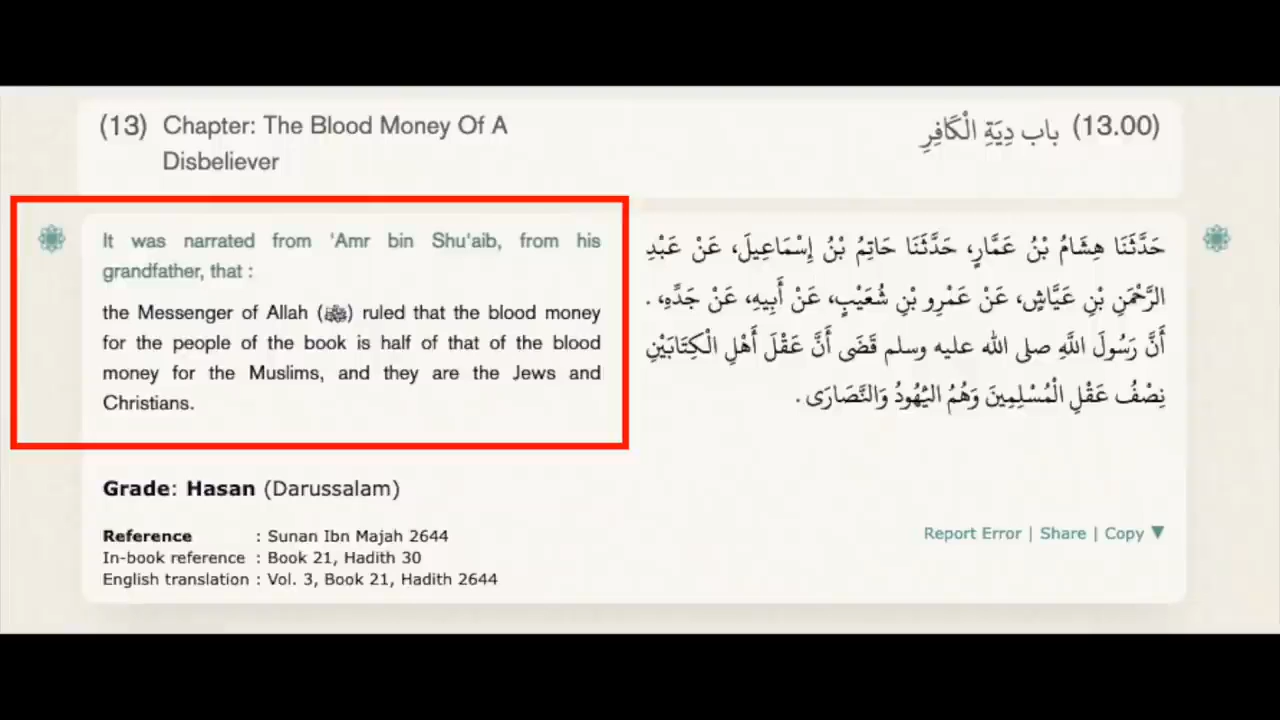 (13) Chapter: The Blood Money Of A
Disbeliever
باب دِيَةِ الْكَافِرِ (13.00)
It was narrated from 'Amr bin Shu'aib, from his
grandfather, that :
the Messenger of Allah (ﷺ) ruled that the blood money
for the people of the book is half of that of the blood
money for the Muslims, and they are the Jews and
Christians.
حَدَّثَنَا هِشَامُ بْنُ عَمَّارٍ، حَدَّثَنَا حَاتِمُ بْنُ إِسْمَاعِيلَ، عَنْ عَبْدِ
الرَّحْمَنِ بْنِ عَيَّاشٍ، عَنْ عَمْرِو بْنِ شُعَيْبٍ، عَنْ أَبِيهِ، عَنْ جَدِّهِ، .
أَنَّ رَسُولَ اللَّهِ صلى الله عليه وسلم قَضَى أَنَّ عَقْلَ أَهْلِ الْكِتَابَيْنِ
نِصْفُ عَقْلِ الْمُسْلِمِينَ وَهُمُ الْيَهُودُ وَالنَّصَارَى .
Grade: Hasan (Darussalam)
Reference : Sunan Ibn Majah 2644
In-book reference : Book 21, Hadith 30
English translation : Vol. 3, Book 21, Hadith 2644
Report Error | Share | Copy ▼